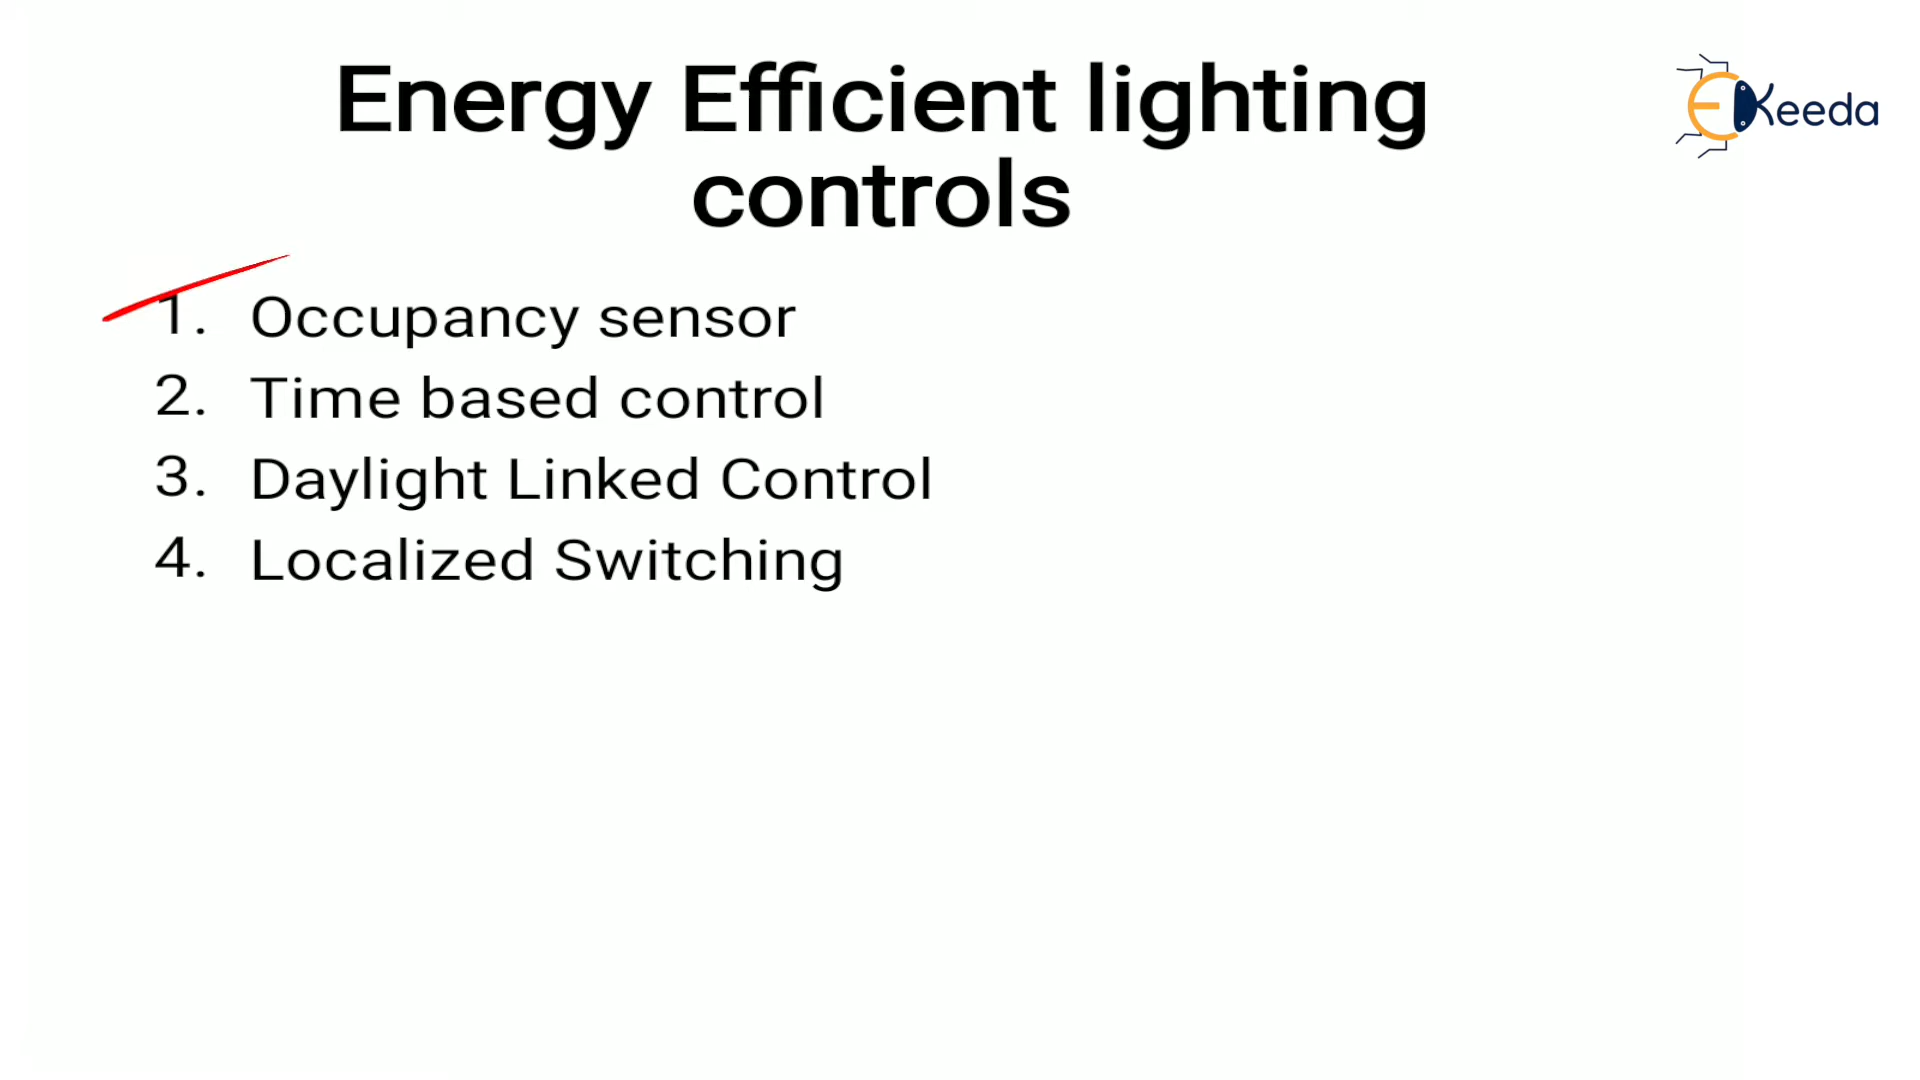 Energy Efficient lighting
controls
EKeeda
1. Occupancy sensor
2. Time based control
3. Daylight Linked Control
4. Localized Switching